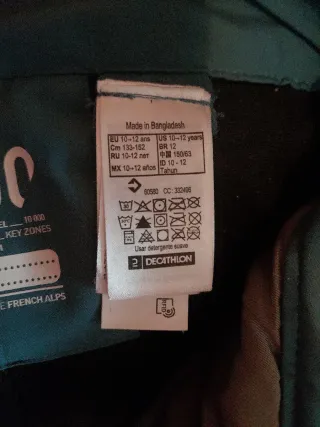 Made in Bangladesh
EU 10-12 ans
US 10-12 years
Cm 133-152
BR 12
RU 10-12 лет
中国 160/63
MX 10-12 años
ID 10 - 12 Tahun
CC: 332486
Usar detergente suave
DECATHLON
10 000
KEY ZONES
FRENCH ALPS